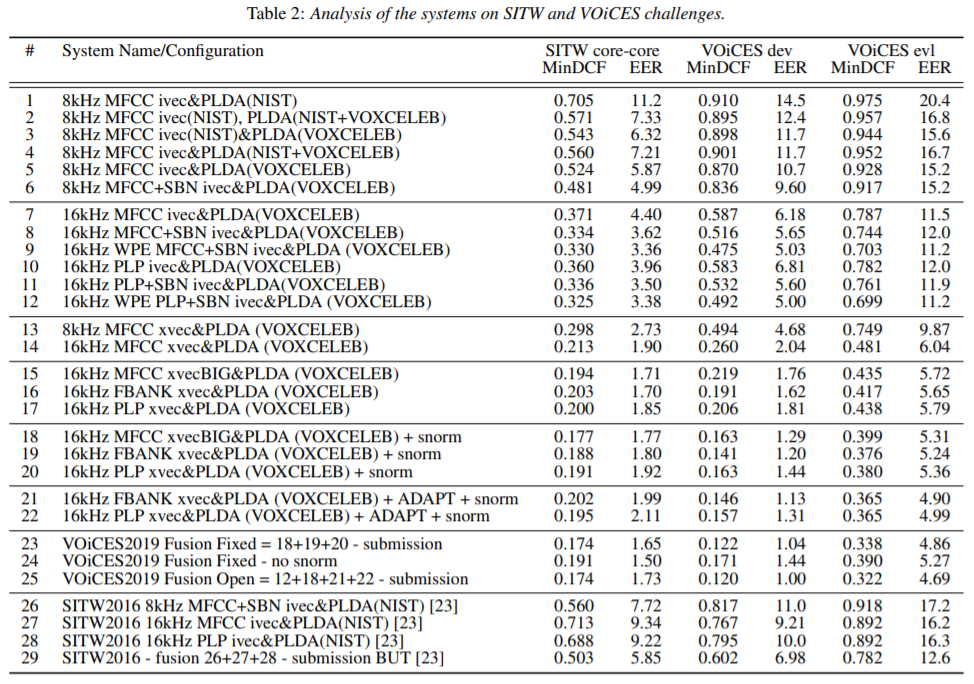 Table 2: Analysis of the systems on SITW and VOiCES challenges.
# System Name/Configuration SITW core-core VOiCES dev VOiCES evl
MinDCF EER MinDCF EER MinDCF EER
1 8kHz MFCC ivec&PLDA(NIST) 0.705 11.2 0.910 14.5 0.975 20.4
2 8kHz MFCC ivec(NIST), PLDA(NIST+VOXCELEB) 0.571 7.33 0.895 12.4 0.957 16.8
3 8kHz MFCC ivec(NIST)&PLDA(VOXCELEB) 0.543 6.32 0.898 11.7 0.944 15.6
4 8kHz MFCC ivec&PLDA(NIST+VOXCELEB) 0.560 7.21 0.901 11.7 0.952 16.7
5 8kHz MFCC ivec&PLDA(VOXCELEB) 0.524 5.87 0.870 10.7 0.928 15.2
6 8kHz MFCC+SBN ivec&PLDA(VOXCELEB) 0.481 4.99 0.836 9.60 0.917 15.2
7 16kHz MFCC ivec&PLDA(VOXCELEB) 0.371 4.40 0.587 6.18 0.787 11.5
8 16kHz MFCC+SBN ivec&PLDA(VOXCELEB) 0.334 3.62 0.516 5.65 0.744 12.0
9 16kHz WPE MFCC+SBN ivec&PLDA (VOXCELEB) 0.330 3.36 0.475 5.03 0.703 11.2
10 16kHz PLP ivec&PLDA(VOXCELEB) 0.360 3.96 0.583 6.81 0.782 12.0
11 16kHz PLP+SBN ivec&PLDA(VOXCELEB) 0.336 3.50 0.532 5.60 0.761 11.9
12 16kHz WPE PLP+SBN ivec&PLDA (VOXCELEB) 0.325 3.38 0.492 5.00 0.699 11.2
13 8kHz MFCC xvec&PLDA (VOXCELEB) 0.298 2.73 0.494 4.68 0.749 9.87
14 16kHz MFCC xvec&PLDA (VOXCELEB) 0.213 1.90 0.260 2.04 0.481 6.04
15 16kHz MFCC xvecBIG&PLDA (VOXCELEB) 0.194 1.71 0.219 1.76 0.435 5.72
16 16kHz FBANK xvec&PLDA (VOXCELEB) 0.203 1.70 0.191 1.62 0.417 5.65
17 16kHz PLP xvec&PLDA (VOXCELEB) 0.200 1.85 0.206 1.81 0.438 5.79
18 16kHz MFCC xvecBIG&PLDA (VOXCELEB) + snorm 0.177 1.77 0.163 1.29 0.399 5.31
19 16kHz FBANK xvec&PLDA (VOXCELEB) + snorm 0.188 1.80 0.141 1.20 0.376 5.24
20 16kHz PLP xvec&PLDA (VOXCELEB) + snorm 0.191 1.92 0.163 1.44 0.380 5.36
21 16kHz FBANK xvec&PLDA (VOXCELEB) + ADAPT + snorm 0.202 1.99 0.146 1.13 0.365 4.90
22 16kHz PLP xvec&PLDA (VOXCELEB) + ADAPT + snorm 0.195 2.11 0.157 1.31 0.365 4.99
23 VOiCES2019 Fusion Fixed = 18+19+20 - submission 0.174 1.65 0.122 1.04 0.338 4.86
24 VOiCES2019 Fusion Fixed - no snorm 0.191 1.50 0.171 1.44 0.390 5.27
25 VOiCES2019 Fusion Open = 12+18+21+22 - submission 0.174 1.73 0.120 1.00 0.322 4.69
26 SITW2016 8kHz MFCC+SBN ivec&PLDA(NIST) [23] 0.560 7.72 0.817 11.0 0.918 17.2
27 SITW2016 16kHz MFCC ivec&PLDA(NIST) [23] 0.713 9.34 0.767 9.21 0.892 16.2
28 SITW2016 16kHz PLP ivec&PLDA(NIST) [23] 0.688 9.22 0.795 10.0 0.892 16.3
29 SITW2016 - fusion 26+27+28 - submission BUT [23] 0.503 5.85 0.602 6.98 0.782 12.6